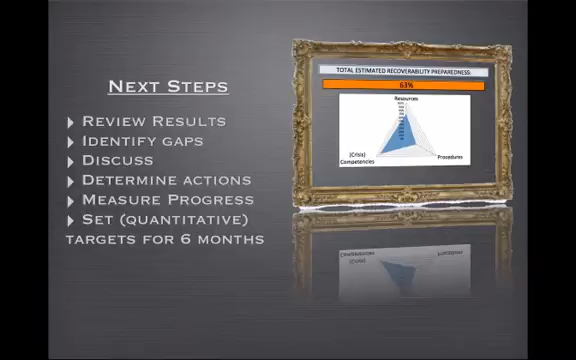 Next Steps
Review Results
Identify gaps
Discuss
Determine actions
Measure Progress
Set (quantitative)
targets for 6 months
TOTAL ESTIMATED RECOVERABILITY PREPAREDNESS:
63%
Resources
(Crisis)
Competencies
Procedures